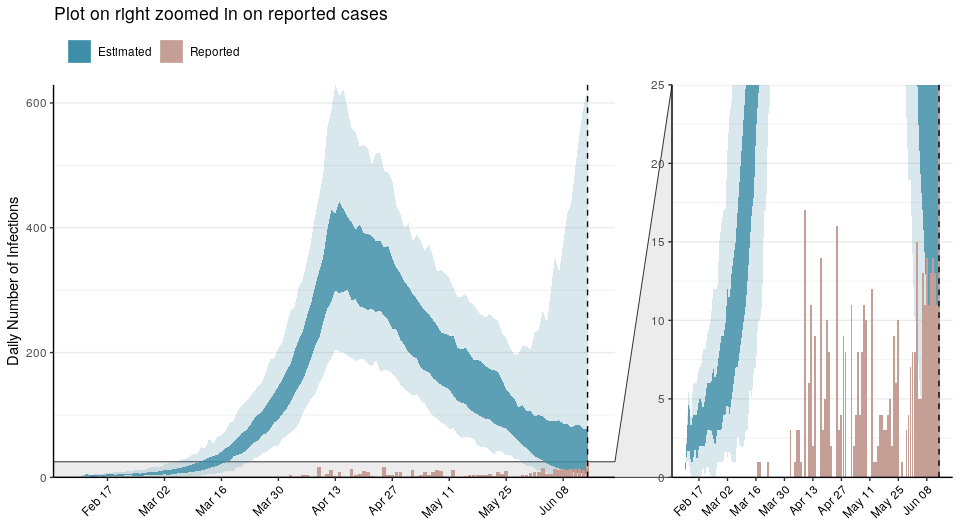 Plot on right zoomed in on reported cases
Estimated Reported
Daily Number of Infections
600
400
200
0
Feb 17 Mar 02 Mar 16 Mar 30 Apr 13 Apr 27 May 11 May 25 Jun 08
25
20
15
10
5
0
Feb 17 Mar 02 Mar 16 Mar 30 Apr 13 Apr 27 May 11 May 25 Jun 08